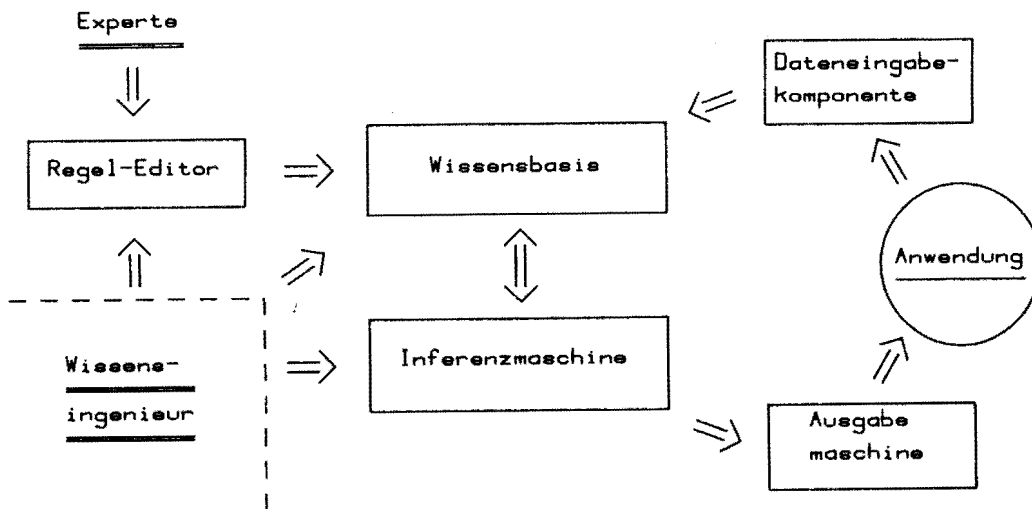 Experte
Dateneingabe-
komponente
Regel-Editor
Wissensbasis
Anwendung
Wissens-
ingenieur
Inferenzmaschine
Ausgabe
maschine